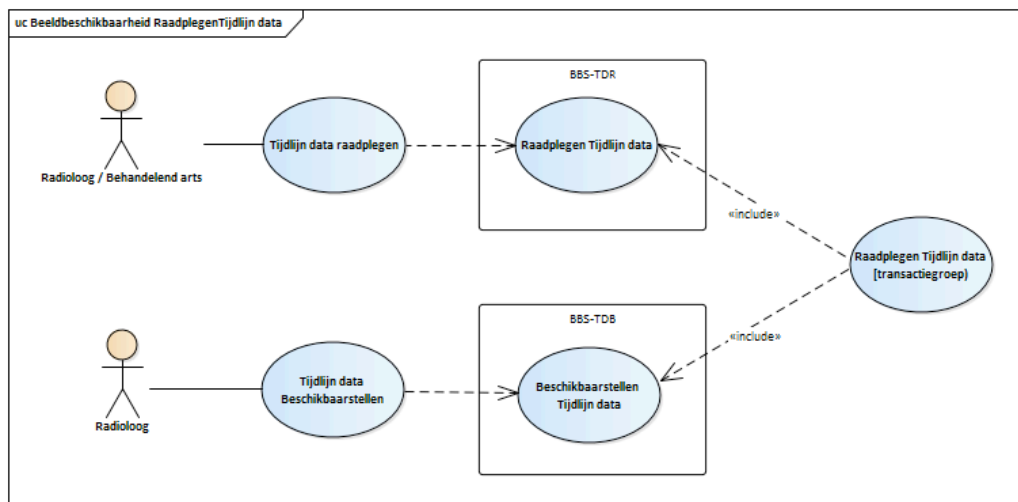 uc Beeldbeschikbaarheid RaadplegenTijdlijn data
BBS-TDR
Tijdlijn data raadplegen
Raadplegen Tijdlijn data
Radioloog / Behandelend arts
«include»
Raadplegen Tijdlijn data
[transactiegroep)
BBS-TDB
«include»
Tijdlijn data
Beschikbaarstellen
Beschikbaarstellen
Tijdlijn data
Radioloog